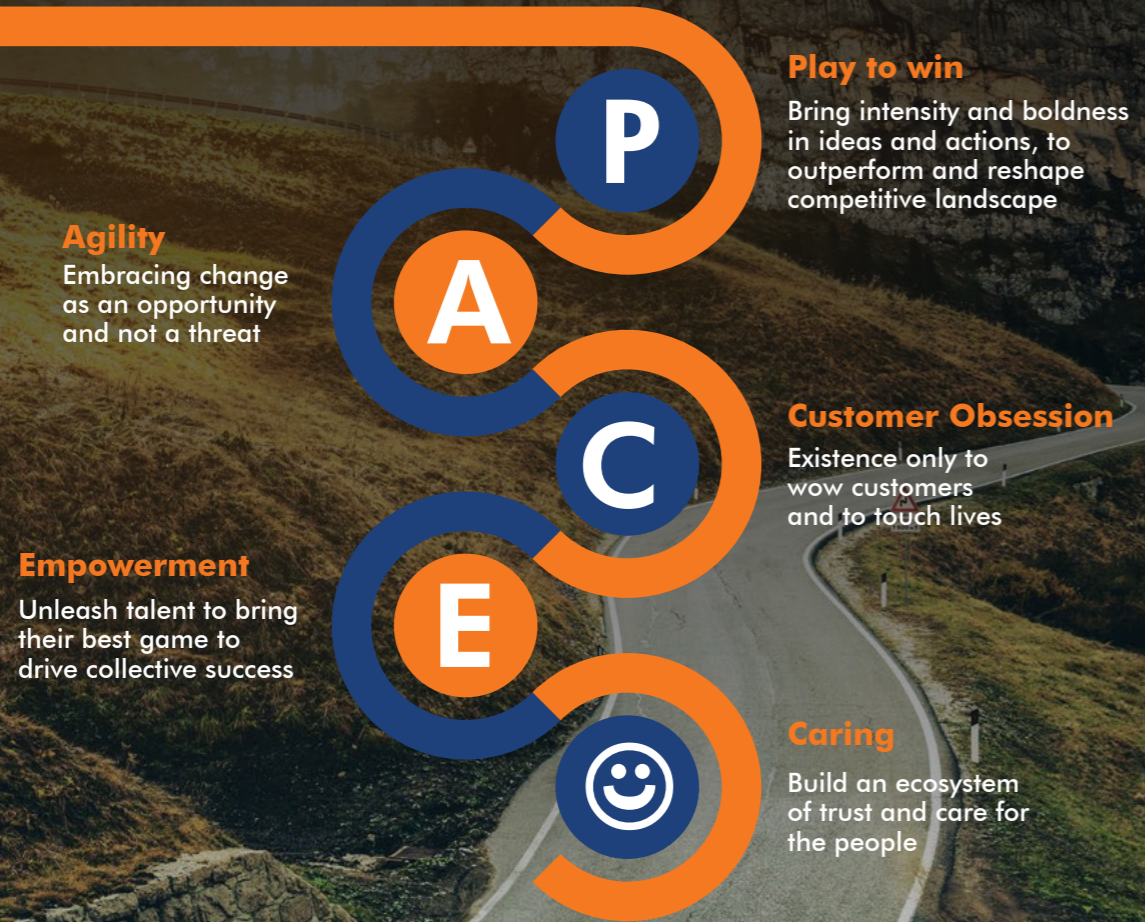 P
Play to win
Bring intensity and boldness
in ideas and actions, to
outperform and reshape
competitive landscape
A
Agility
Embracing change
as an opportunity
and not a threat
C
Customer Obsession
Existence only to
wow customers
and to touch lives
E
Empowerment
Unleash talent to bring
their best game to
drive collective success
Caring
Build an ecosystem
of trust and care for
the people